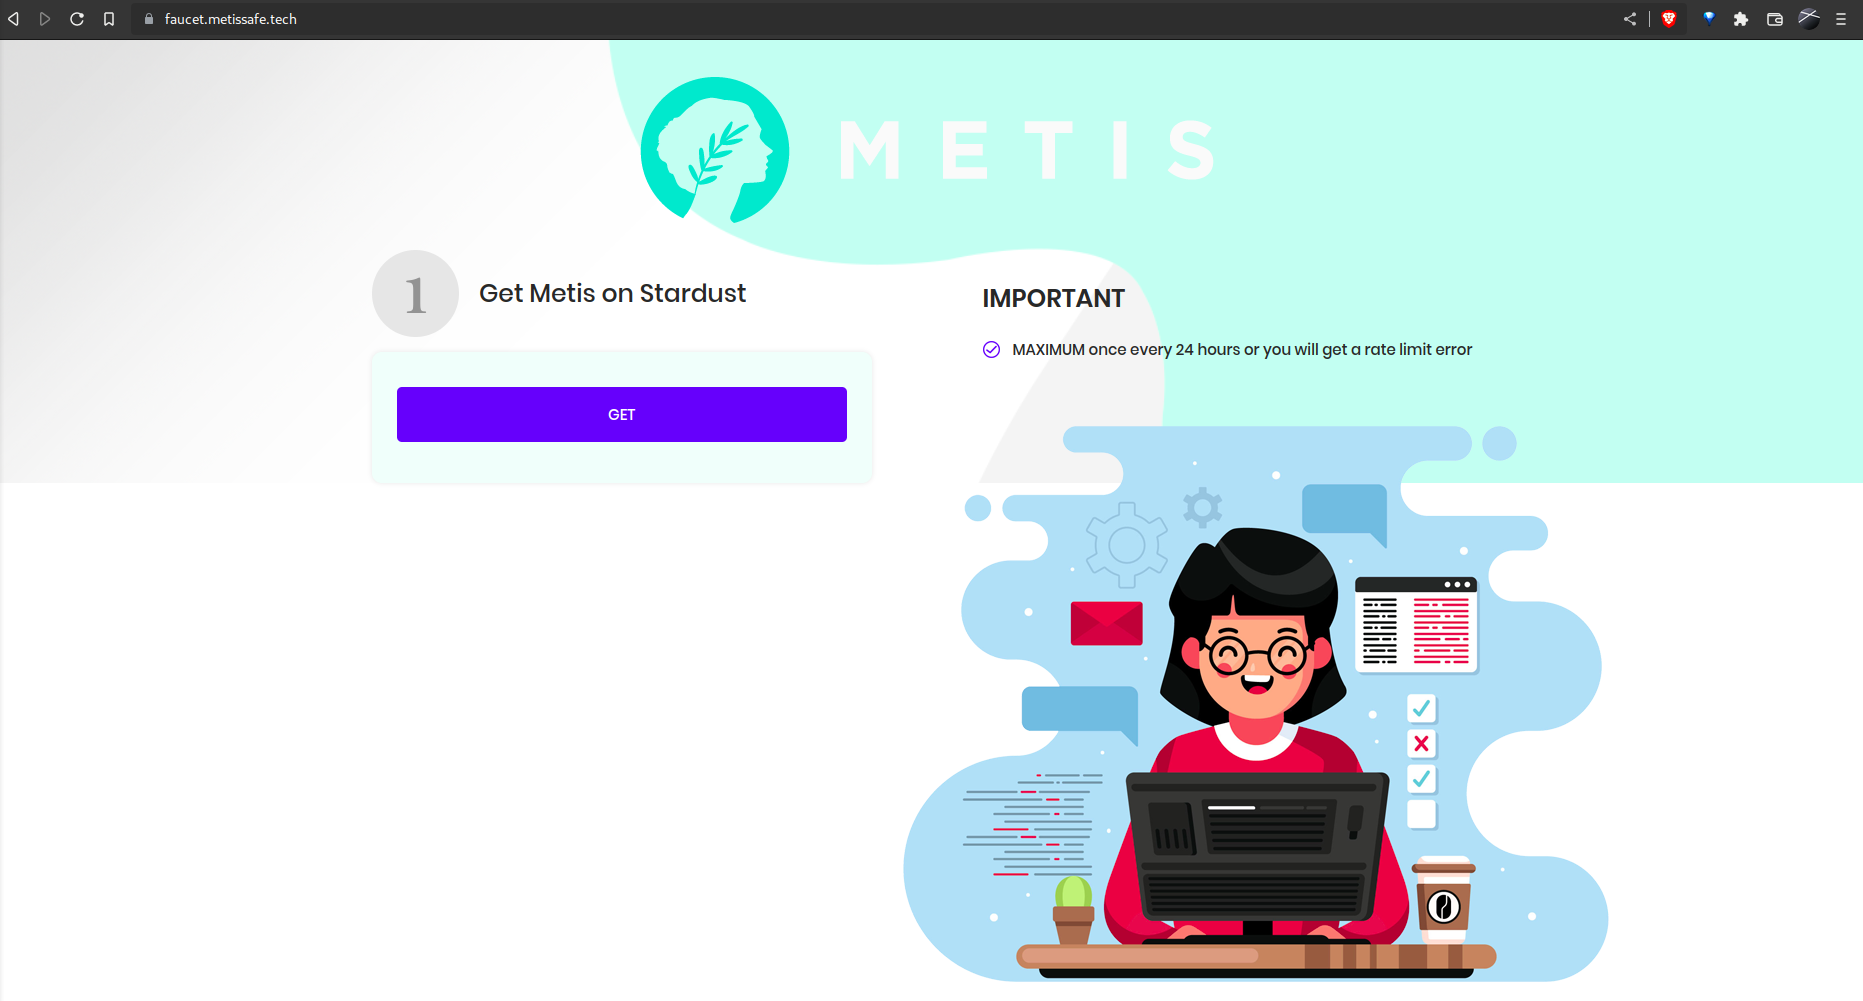 faucet.metissafe.tech
METIS
1
Get Metis on Stardust
GET
IMPORTANT
MAXIMUM once every 24 hours or you will get a rate limit error